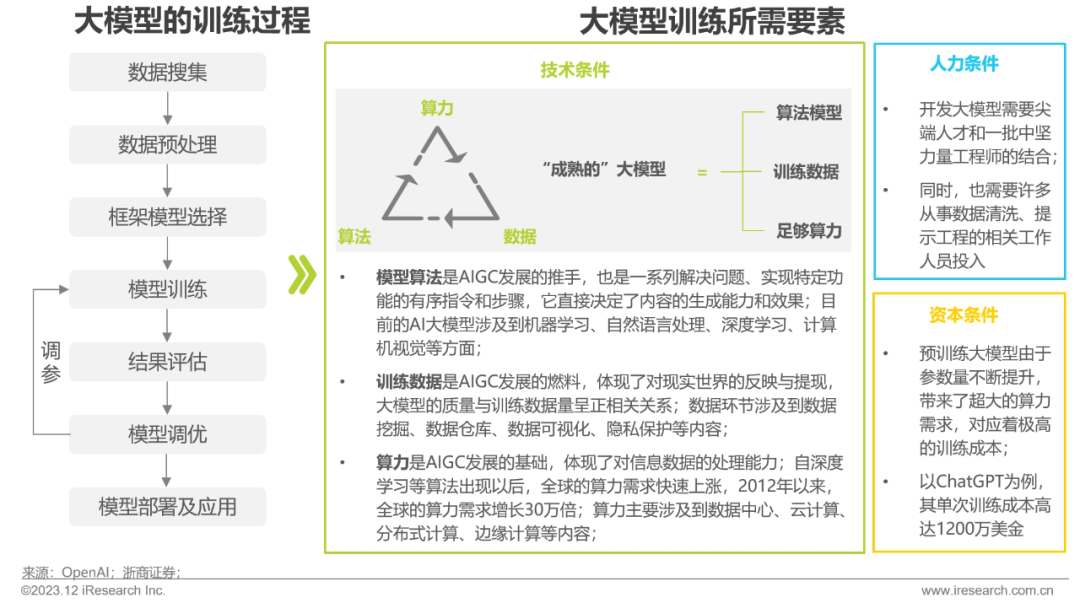 大模型的训练过程
大模型训练所需要素
数据搜集
数据预处理
框架模型选择
模型训练
结果评估
模型调优
模型部署及应用
调
参
技术条件
算力
算法
数据
“成熟的”大模型
=
算法模型
训练数据
足够算力
• 模型算法是AIGC发展的推手，也是一系列解决问题、实现特定功
能的有序指令和步骤，它直接决定了内容的生成能力和效果；目
前的AI大模型涉及到机器学习、自然语言处理、深度学习、计算
机视觉等方面；
• 训练数据是AIGC发展的燃料，体现了对现实世界的反映与提现，
大模型的质量与训练数据量呈正相关关系；数据环节涉及到数据
挖掘、数据仓库、数据可视化、隐私保护等内容；
• 算力是AIGC发展的基础，体现了对信息数据的处理能力；自深度
学习等算法出现以后，全球的算力需求快速上涨，2012年以来，
全球的算力需求增长30万倍；算力主要涉及到数据中心、云计算、
分布式计算、边缘计算等内容；
人力条件
• 开发大模型需要尖
端人才和一批中坚
力量工程师的结合；
• 同时，也需要许多
从事数据清洗、提
示工程的相关工作
人员投入
资本条件
• 预训练大模型由于
参数量不断提升，
带来了超大的算力
需求，对应着极高
的训练成本；
• 以ChatGPT为例，
其单次训练成本高
达1200万美金
来源：OpenAI；浙商证券；
©2023.12 iResearch Inc.
www.iresearch.com.cn